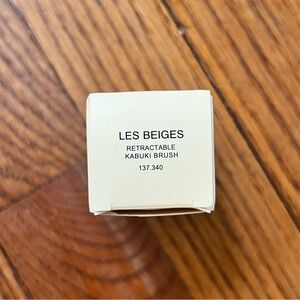 LES BEIGES
RETRACTABLE
KABUKI BRUSH
137.340